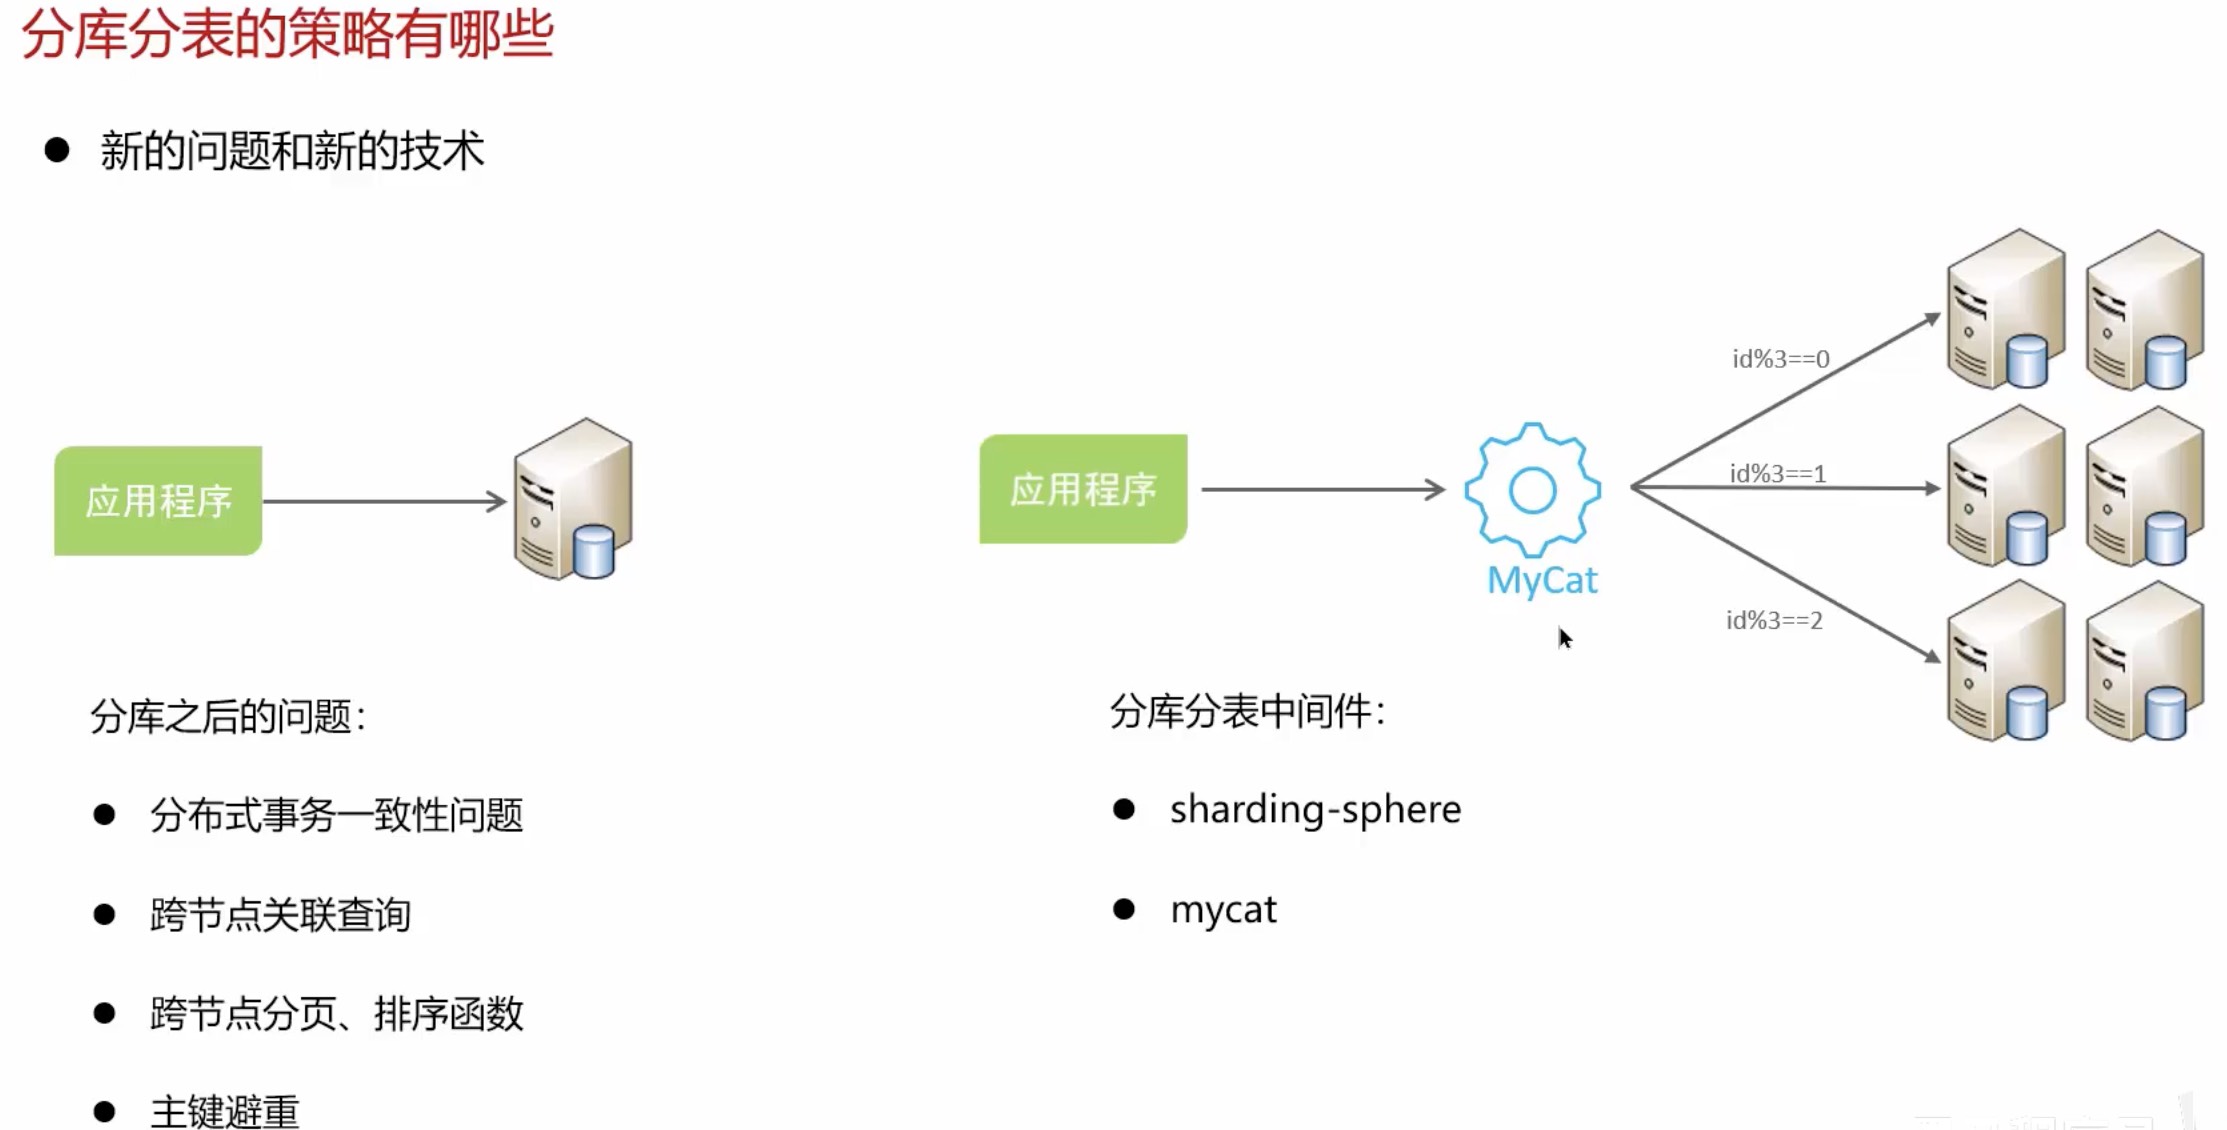 分库分表的策略有哪些
新的问题和新的技术
应用程序
应用程序
MyCat
id%3==0
id%3==1
id%3==2
分库之后的问题：
分布式事务一致性问题
跨节点关联查询
跨节点分页、排序函数
主键避重
分库分表中间件：
sharding-sphere
mycat